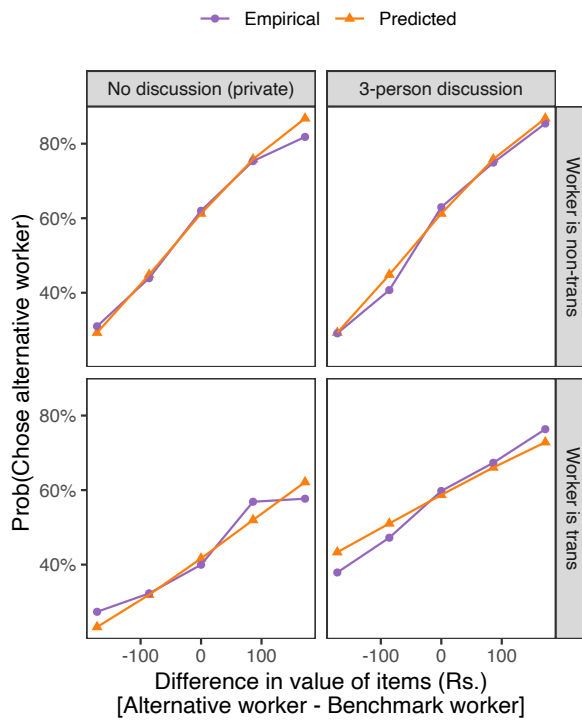 Empirical Predicted
No discussion (private) 3-person discussion
80%
60%
40%
Worker is non-trans
80%
60%
40%
Worker is trans
Prob(Chose alternative worker)
-100 0 100 -100 0 100
Difference in value of items (Rs.)
[Alternative worker - Benchmark worker]